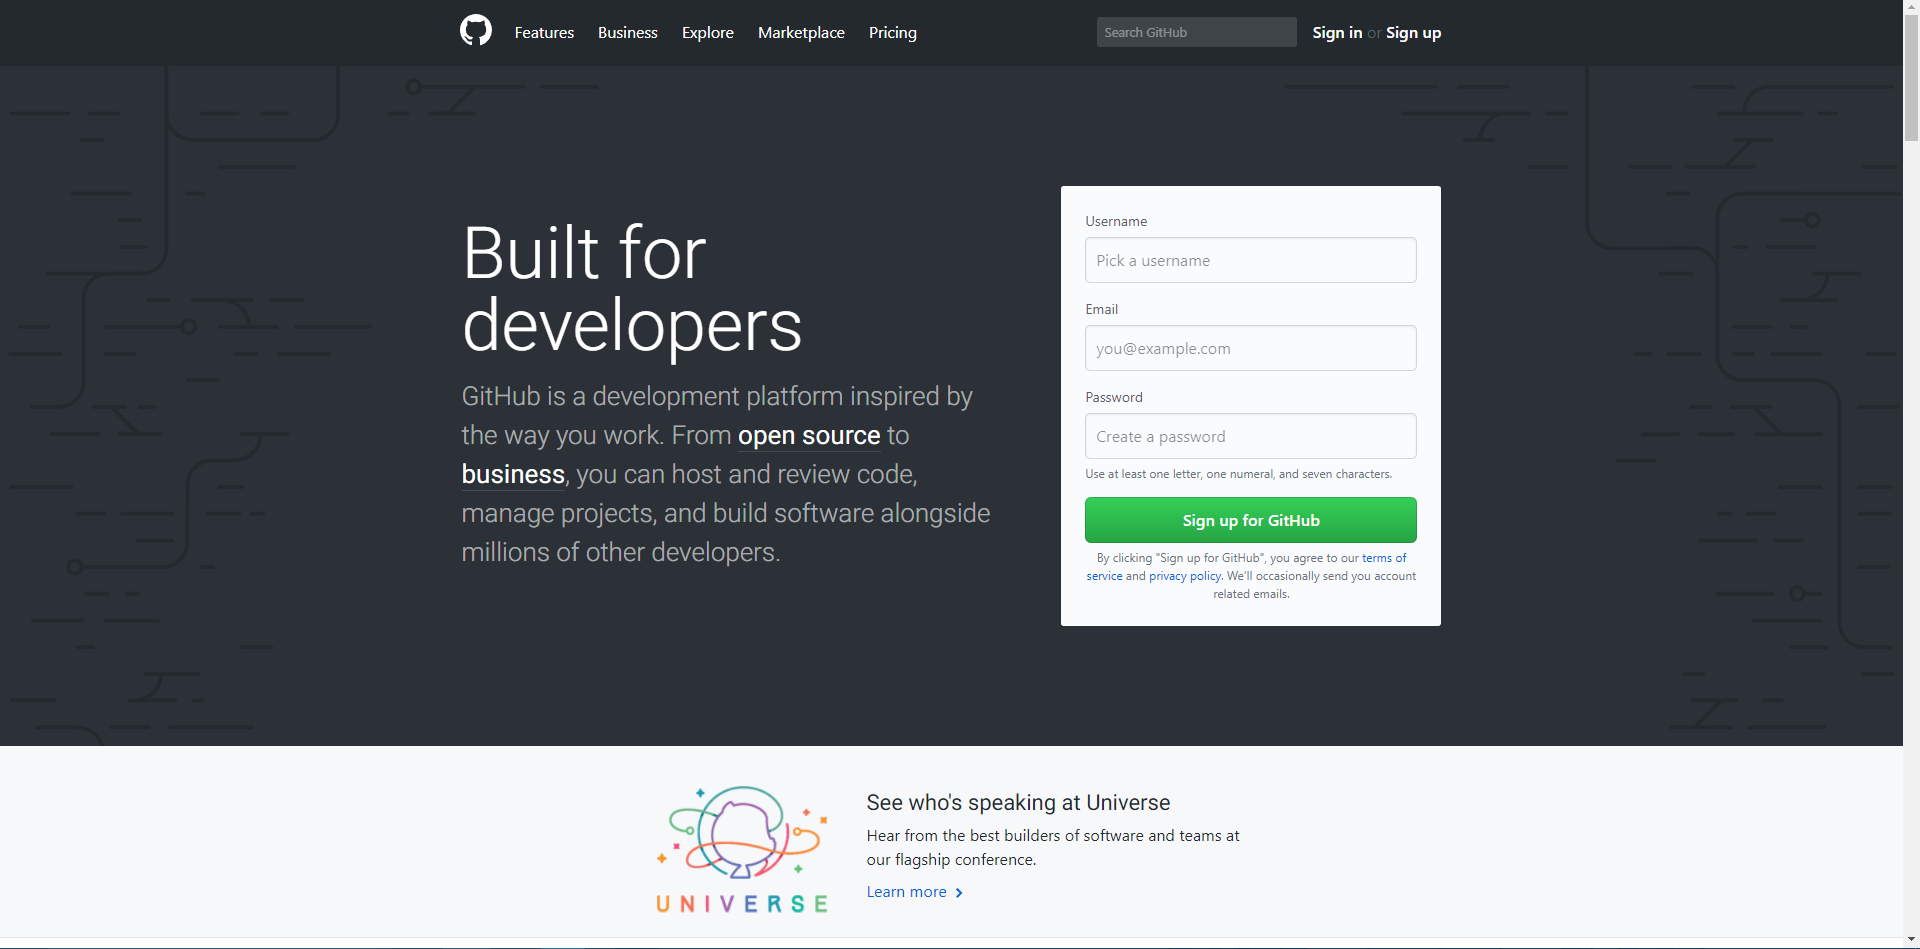 Features Business Explore Marketplace Pricing Search GitHub Sign in or Sign up
Built for
developers
GitHub is a development platform inspired by
the way you work. From open source to
business, you can host and review code,
manage projects, and build software alongside
millions of other developers.
Username
Pick a username
Email
you@example.com
Password
Create a password
Use at least one letter, one numeral, and seven characters.
Sign up for GitHub
By clicking "Sign up for GitHub", you agree to our terms of
service and privacy policy. We'll occasionally send you account
related emails.
UNIVERSE
See who's speaking at Universe
Hear from the best builders of software and teams at
our flagship conference.
Learn more